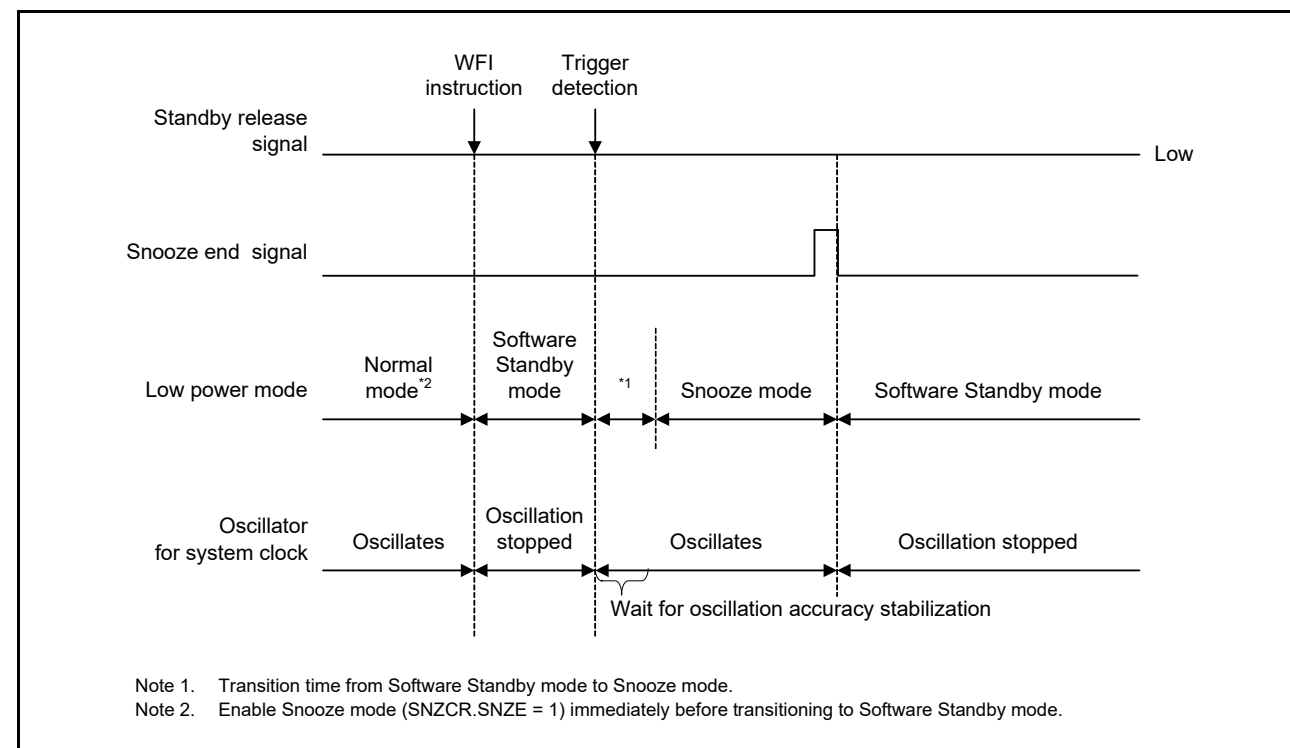 WFI
instruction
Trigger
detection
Standby release
signal
Low
Snooze end signal
Low power mode
Normal
mode*2
Software
Standby
mode
*1
Snooze mode
Software Standby mode
Oscillator
for system clock
Oscillates
Oscillation
stopped
Oscillates
Oscillation stopped
Wait for oscillation accuracy stabilization
Note 1. Transition time from Software Standby mode to Snooze mode.
Note 2. Enable Snooze mode (SNZCR.SNZE = 1) immediately before transitioning to Software Standby mode.